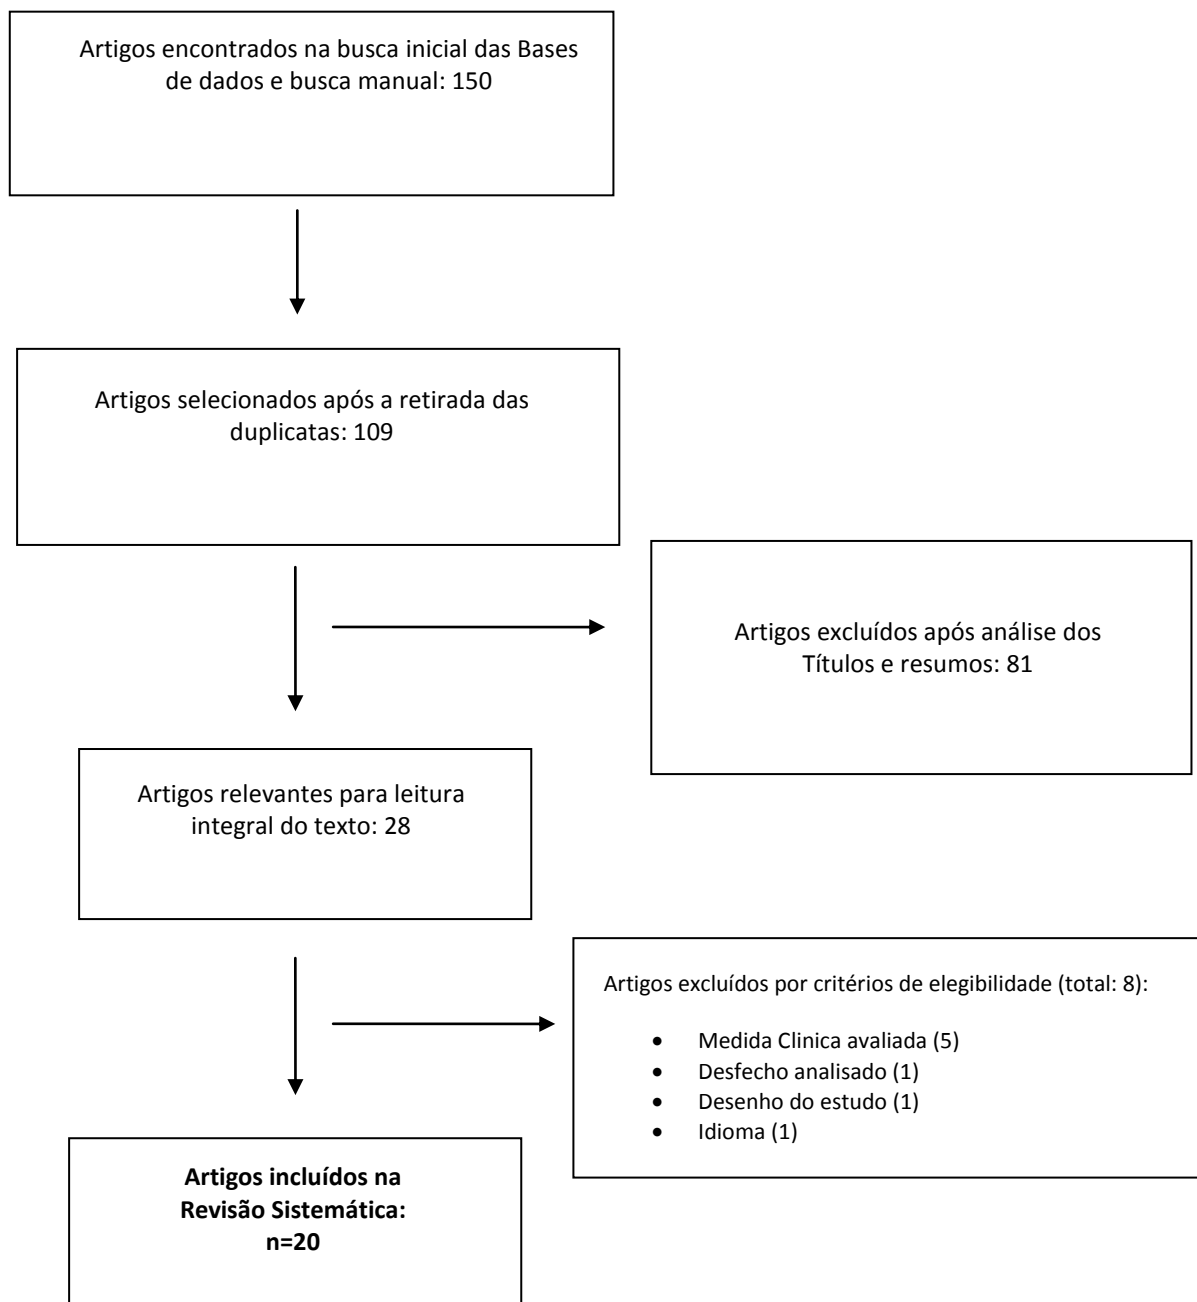 Artigos encontrados na busca inicial das Bases
de dados e busca manual: 150
Artigos selecionados após a retirada das
duplicatas: 109
Artigos excluídos após análise dos
Títulos e resumos: 81
Artigos relevantes para leitura
integral do texto: 28
Artigos excluídos por critérios de elegibilidade (total: 8):
• Medida Clinica avaliada (5)
• Desfecho analisado (1)
• Desenho do estudo (1)
• Idioma (1)
Artigos incluídos na
Revisão Sistemática:
n=20